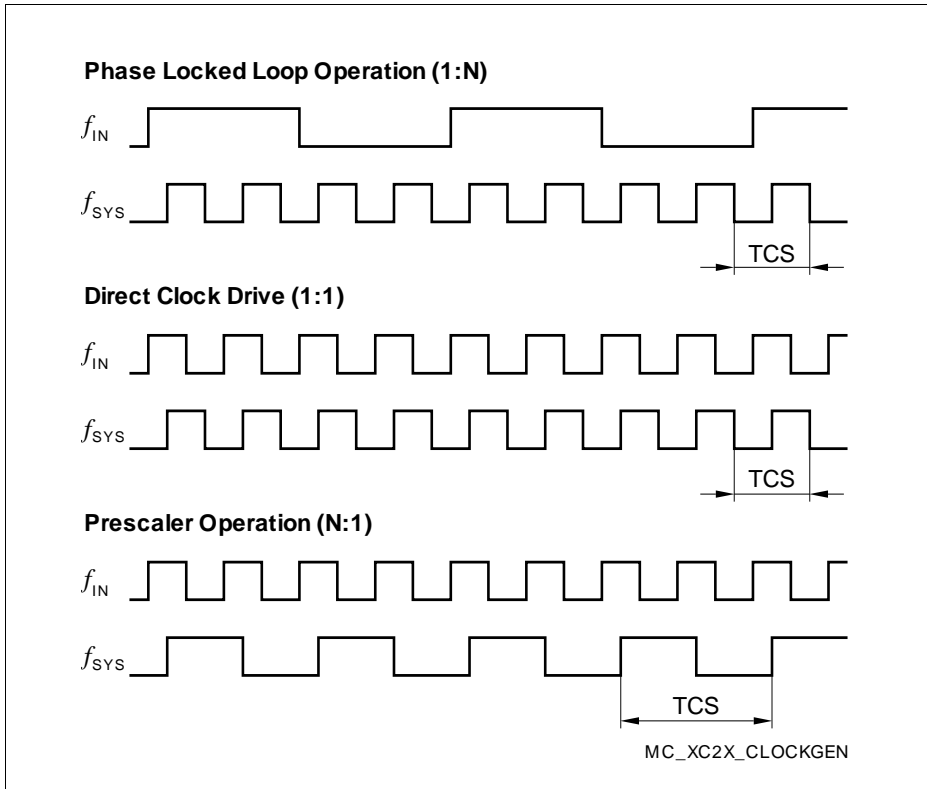 Phase Locked Loop Operation (1:N)
fIN
fSYS
TCS
Direct Clock Drive (1:1)
fIN
fSYS
TCS
Prescaler Operation (N:1)
fIN
fSYS
TCS
MC_XC2X_CLOCKGEN